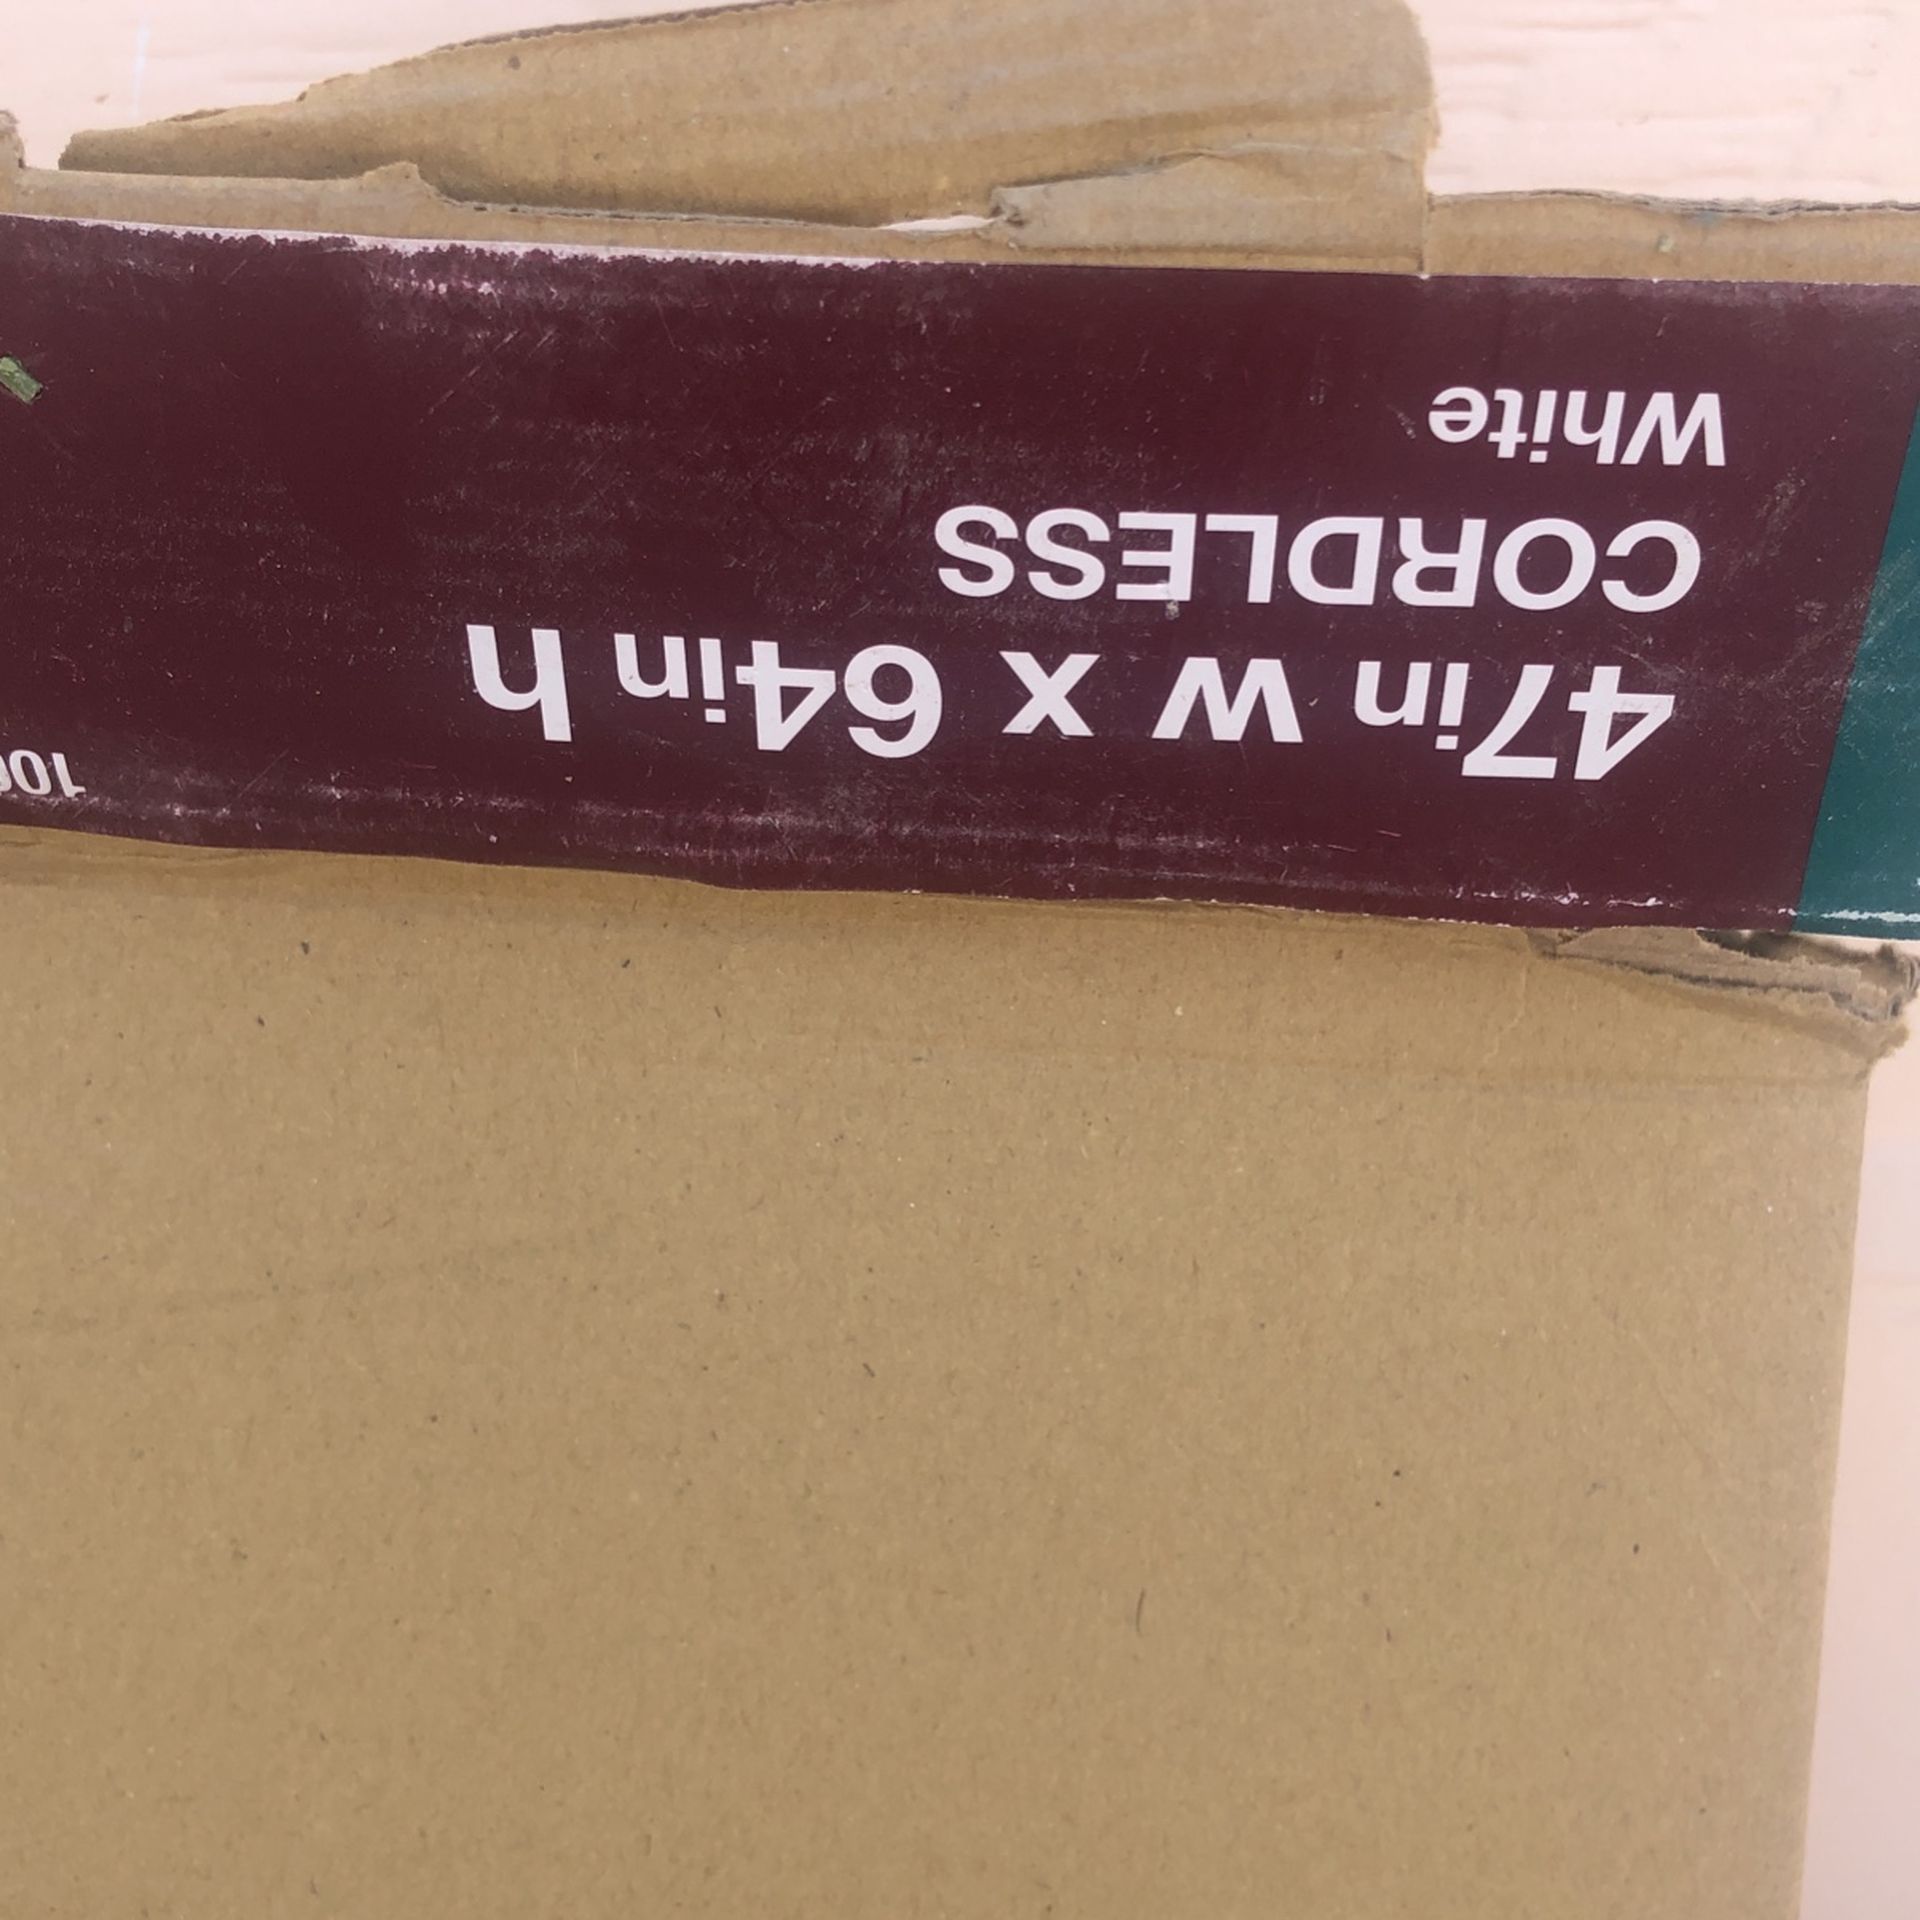 47in w x 64in h
CORDLESS
White